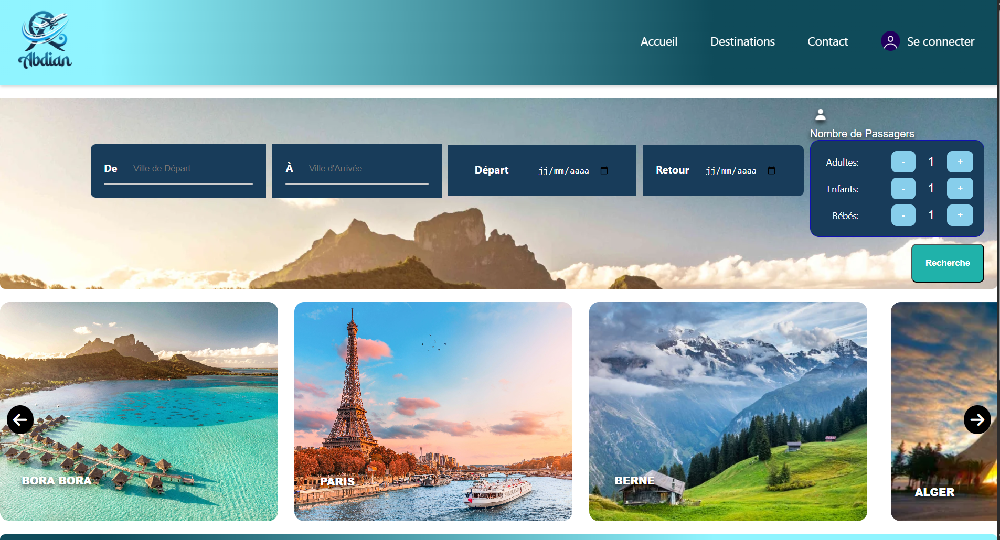 Abdian
Accueil
Destinations
Contact
Se connecter
Nombre de Passagers
De
Ville de Départ
À
Ville d'Arrivée
Départ
jj/mm/aaaa
Retour
jj/mm/aaaa
Adultes:
-
1
+
Enfants:
-
1
+
Bébés:
-
1
+
Recherche
BORA BORA
PARIS
BERNE
ALGER